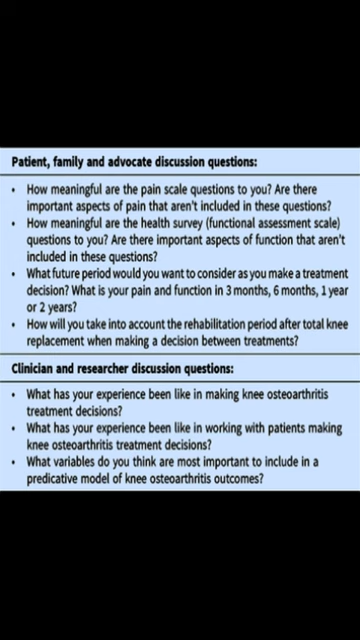 Patient, family and advocate discussion questions:
• How meaningful are the pain scale questions to you? Are there
important aspects of pain that aren't included in these questions?
• How meaningful are the health survey (functional assessment scale)
questions to you? Are there important aspects of function that aren't
included in these questions?
• What future period would you want to consider as you make a treatment
decision? What is your pain and function in 3 months, 6 months, 1 year
or 2 years?
• How will you take into account the rehabilitation period after total knee
replacement when making a decision between treatments?
Clinician and researcher discussion questions:
• What has your experience been like in making knee osteoarthritis
treatment decisions?
• What has your experience been like in working with patients making
knee osteoarthritis treatment decisions?
• What variables do you think are most important to include in a
predicative model of knee osteoarthritis outcomes?